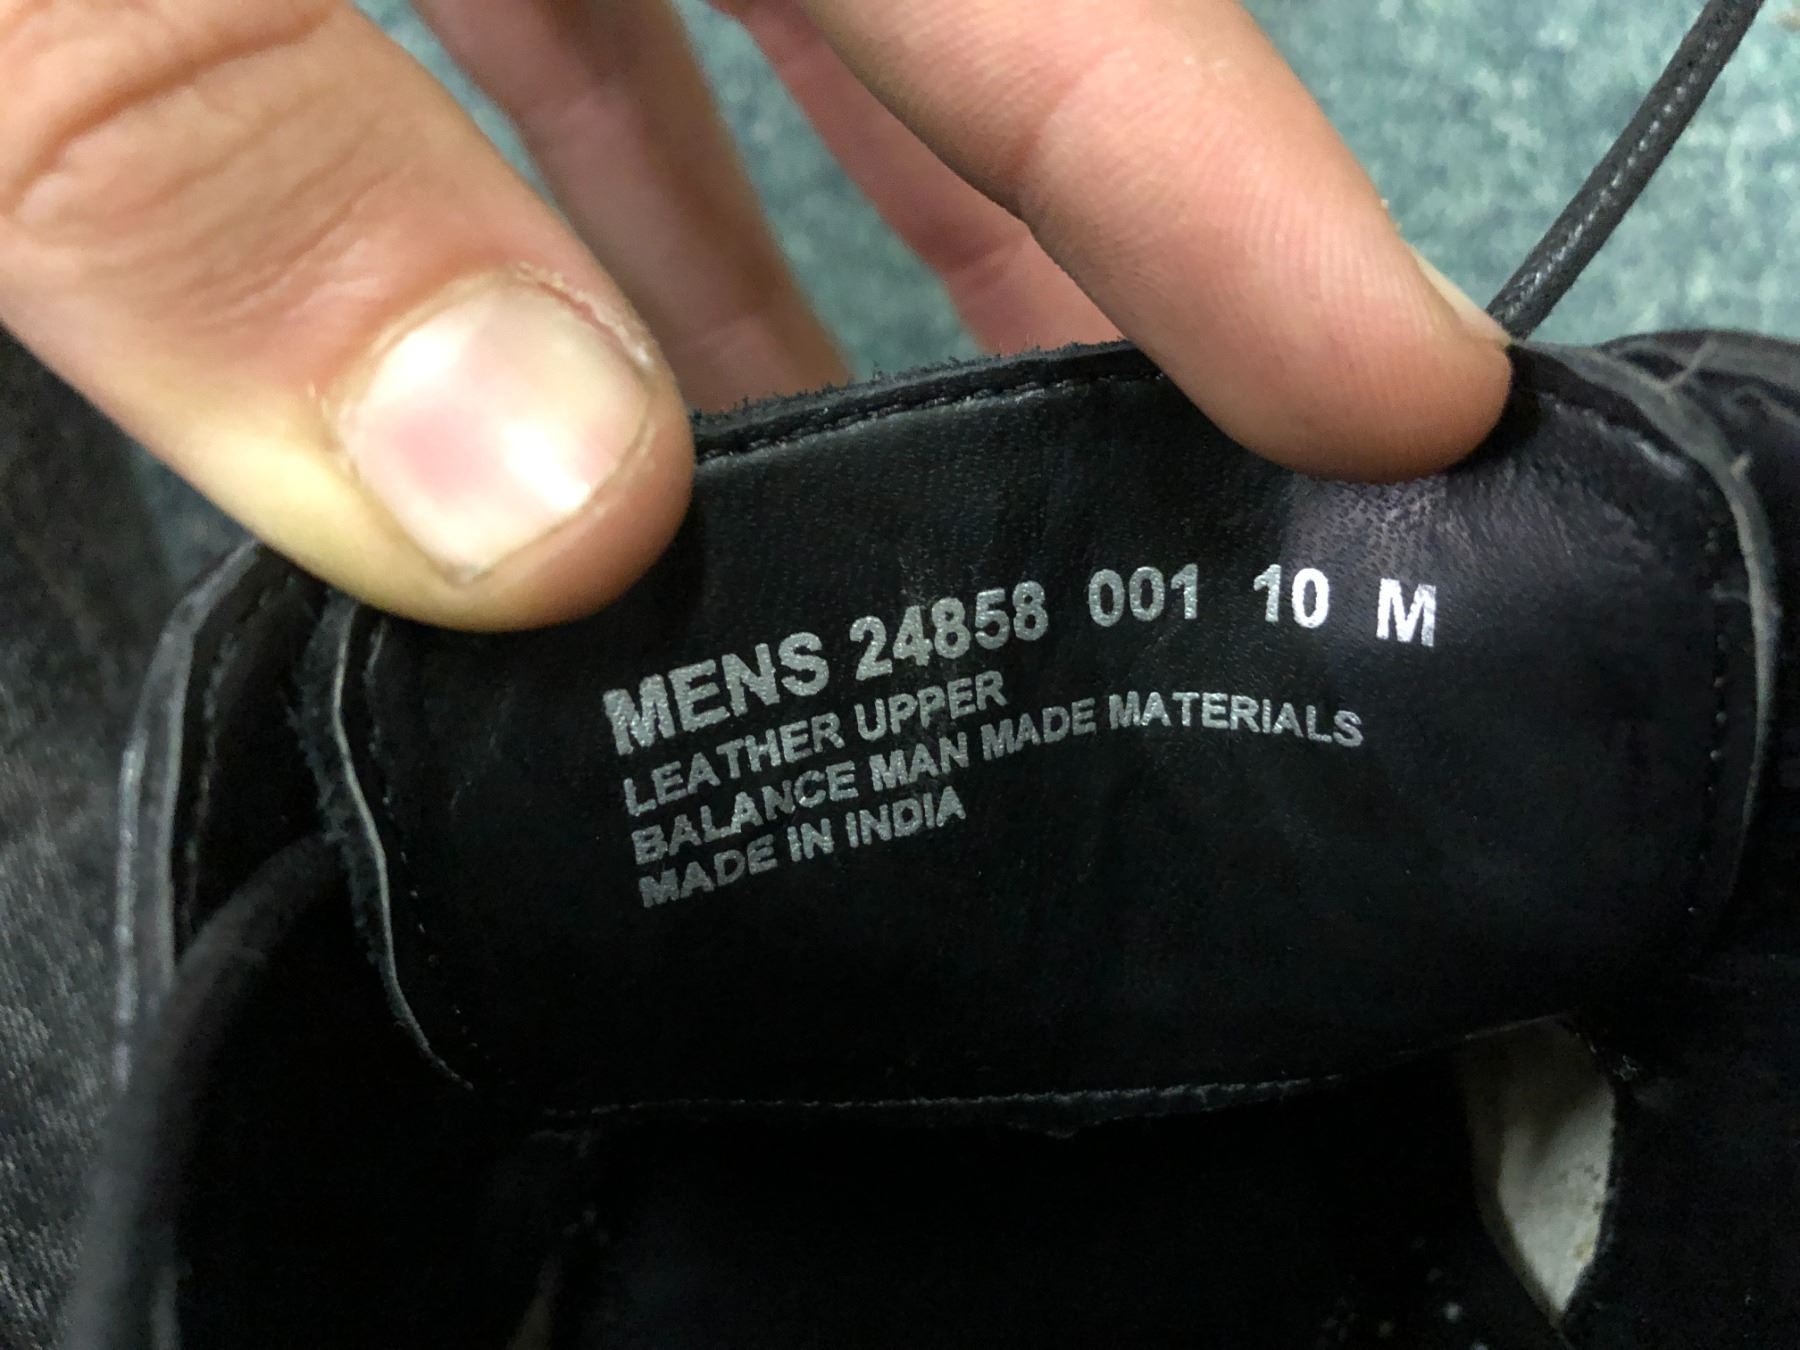 MENS 24858 001 10 M
LEATHER UPPER
BALANCE MAN MADE MATERIALS
MADE IN INDIA